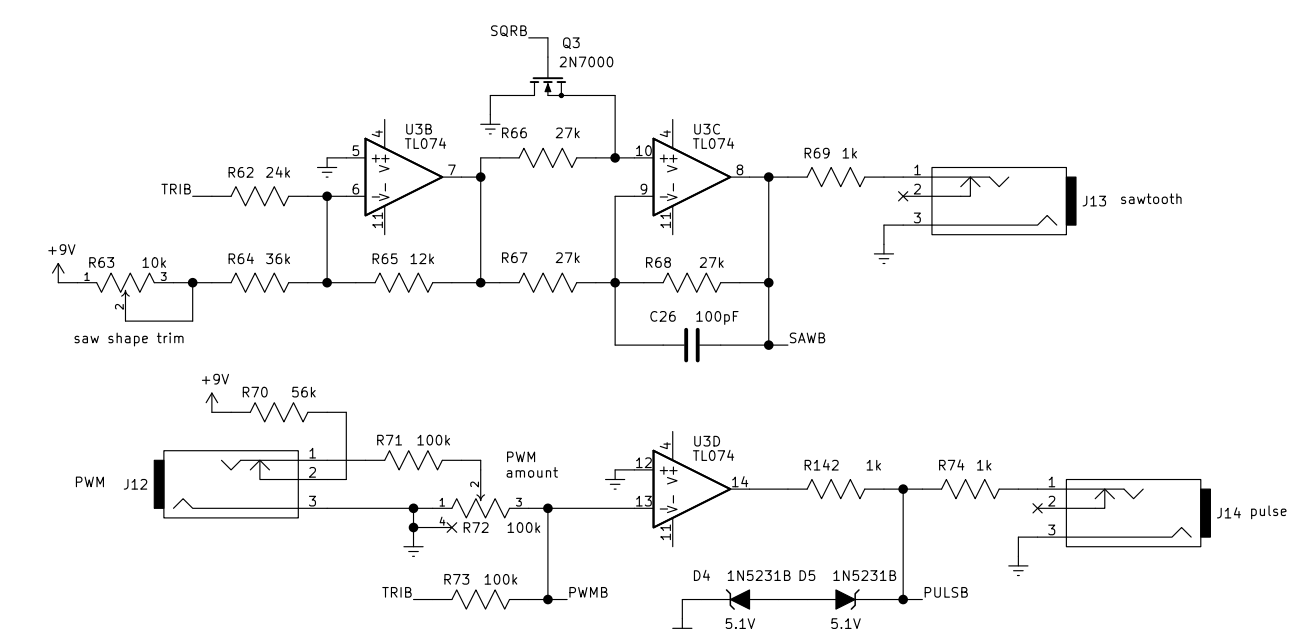 SQRB
Q3
2N7000
U3B
TL074
4
5
6
7
11
V+
V-
R66 27k
U3C
TL074
4
10
9
8
11
V+
V-
R62 24k
TRIB
R69 1k
1
2
3
J13 sawtooth
+9V
R63 10k
1
3
2
saw shape trim
R64 36k
R65 12k
R67 27k
R68 27k
C26 100pF
SAWB
+9V
R70 56k
PWM J12
1
2
3
R71 100k
PWM
amount
2
1
3
4
R72 100k
U3D
TL074
4
12
13
14
11
V+
V-
R142 1k
R74 1k
1
2
3
J14 pulse
TRIB
R73 100k
PWMB
D4 1N5231B D5 1N5231B
PULSB
5.1V 5.1V